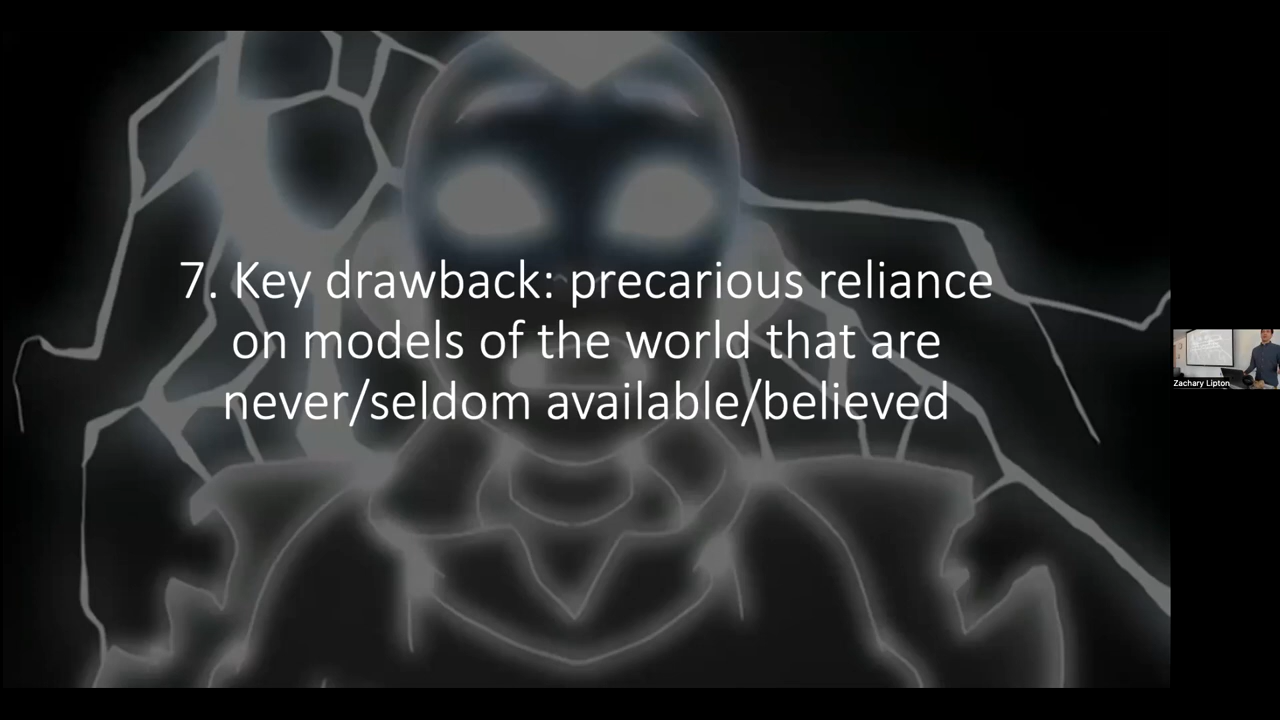 7. Key drawback: precarious reliance
on models of the world that are
never/seldom available/believed
Zachary Lipton